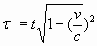 τ = t√(1 − (v/c)²)